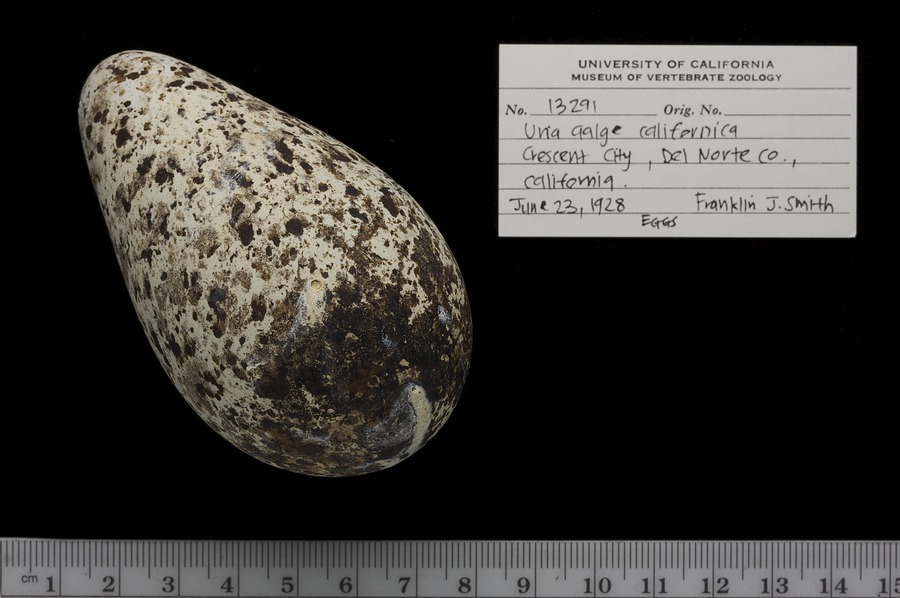 UNIVERSITY OF CALIFORNIA
MUSEUM OF VERTEBRATE ZOOLOGY
No. 13291 Orig. No.
Uria aalge californica
Crescent City, Del Norte Co.,
California.
June 23, 1928 Franklin J. Smith
EGGS
cm 1 2 3 4 5 6 7 8 9 10 11 12 13 14 15